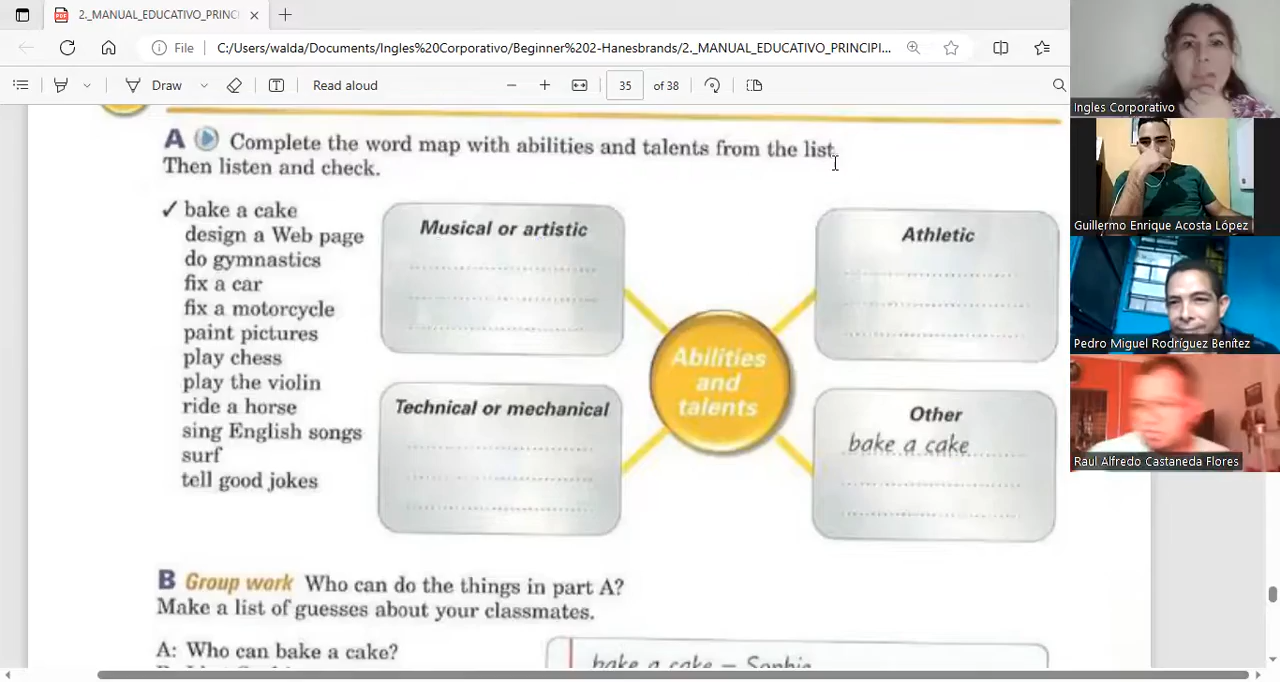 2._MANUAL_EDUCATIVO_PRINCI
File
C:/Users/walda/Documents/Ingles%20Corporativo/Beginner%202-Hanesbrands/2._MANUAL_EDUCATIVO_PRINCIPI...
Draw
Read aloud
35
of 38
A Complete the word map with abilities and talents from the list.
Then listen and check.
✓ bake a cake
design a Web page
do gymnastics
fix a car
fix a motorcycle
paint pictures
play chess
play the violin
ride a horse
sing English songs
surf
tell good jokes
Musical or artistic
Athletic
Abilities
and
talents
Technical or mechanical
Other
bake a cake
B Group work Who can do the things in part A?
Make a list of guesses about your classmates.
A: Who can bake a cake?
bake a cake – Sophie
Ingles Corporativo
Guillermo Enrique Acosta López
Pedro Miguel Rodríguez Benítez
Raul Alfredo Castaneda Flores